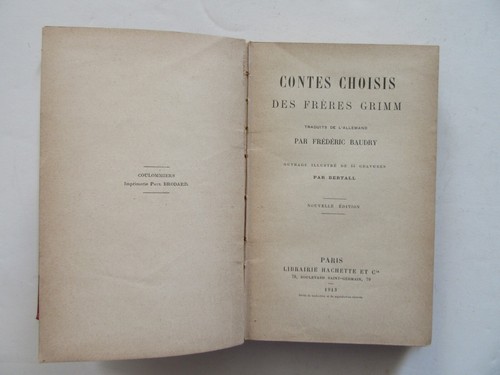 COULOMMIERS
Imprimerie PAUL BRODARD.
CONTES CHOISIS
DES FRÈRES GRIMM
TRADUITS DE L'ALLEMAND
PAR FRÉDÉRIC BAUDRY
OUVRAGE ILLUSTRÉ DE 40 GRAVURES
PAR BERTALL
NOUVELLE ÉDITION
PARIS
LIBRAIRIE HACHETTE ET Cie
79, BOULEVARD SAINT-GERMAIN, 79